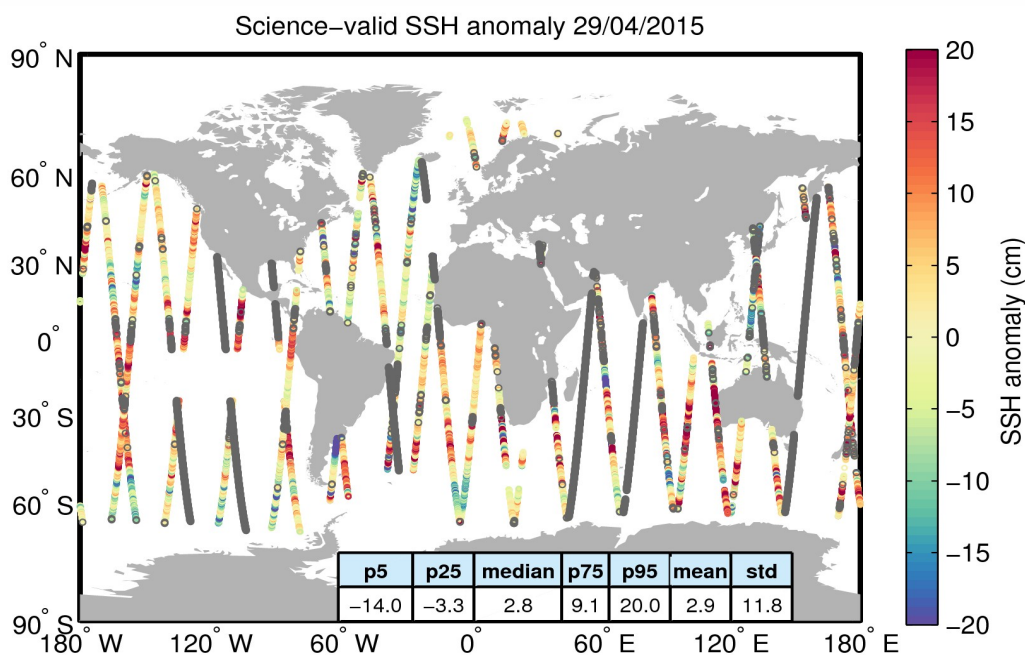 Science−valid SSH anomaly 29/04/2015
90° N
60° N
30° N
0°
30° S
60° S
90° S
180° W
120° W
60° W
0°
60° E
120° E
180° E
20
15
10
5
0
−5
−10
−15
−20
SSH anomaly (cm)
p5 p25 median p75 p95 mean std
−14.0 −3.3 2.8 9.1 20.0 2.9 11.8